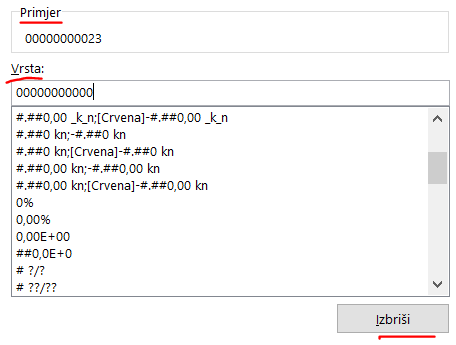 Primjer
00000000023
Vrsta:
00000000000
#.##0,00 _k_n;[Crvena]-#.##0,00 _k_n
#.##0 kn;-#.##0 kn
#.##0 kn;[Crvena]-#.##0 kn
#.##0,00 kn;-#.##0,00 kn
#.##0,00 kn;[Crvena]-#.##0,00 kn
0%
0,00%
0,00E+00
##0,0E+0
# ?/?
# ??/??
Izbriši